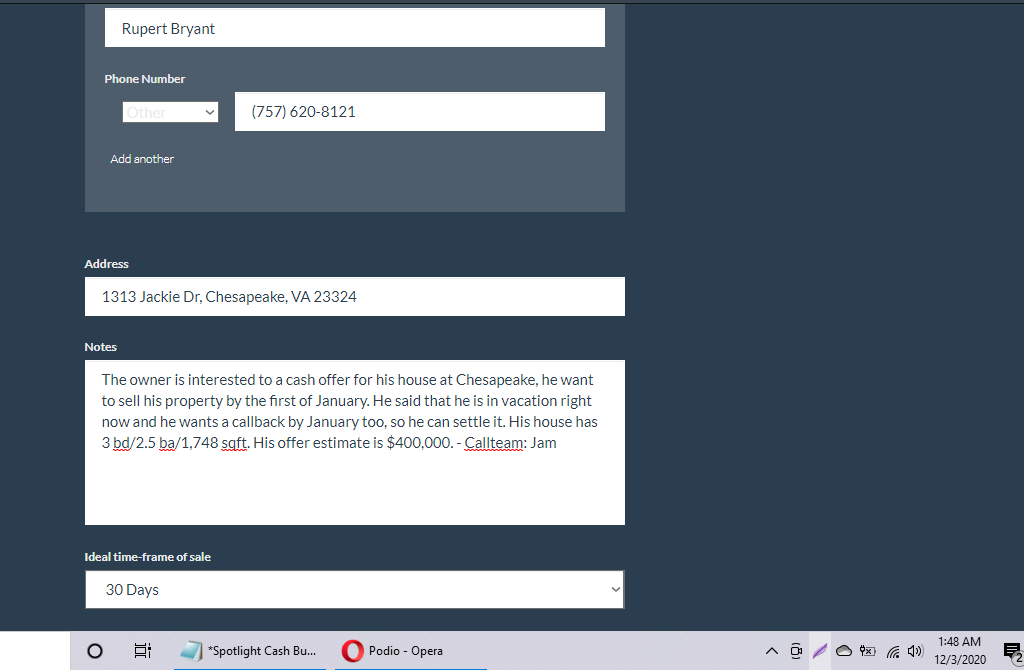 Rupert Bryant
Phone Number
Other
(757) 620-8121
Add another
Address
1313 Jackie Dr, Chesapeake, VA 23324
Notes
The owner is interested to a cash offer for his house at Chesapeake, he want
to sell his property by the first of January. He said that he is in vacation right
now and he wants a callback by January too, so he can settle it. His house has
3 bd/2.5 ba/1,748 sqft. His offer estimate is $400,000. - Callteam: Jam
Ideal time-frame of sale
30 Days
*Spotlight Cash Bu...
Podio - Opera
1:48 AM
12/3/2020
2